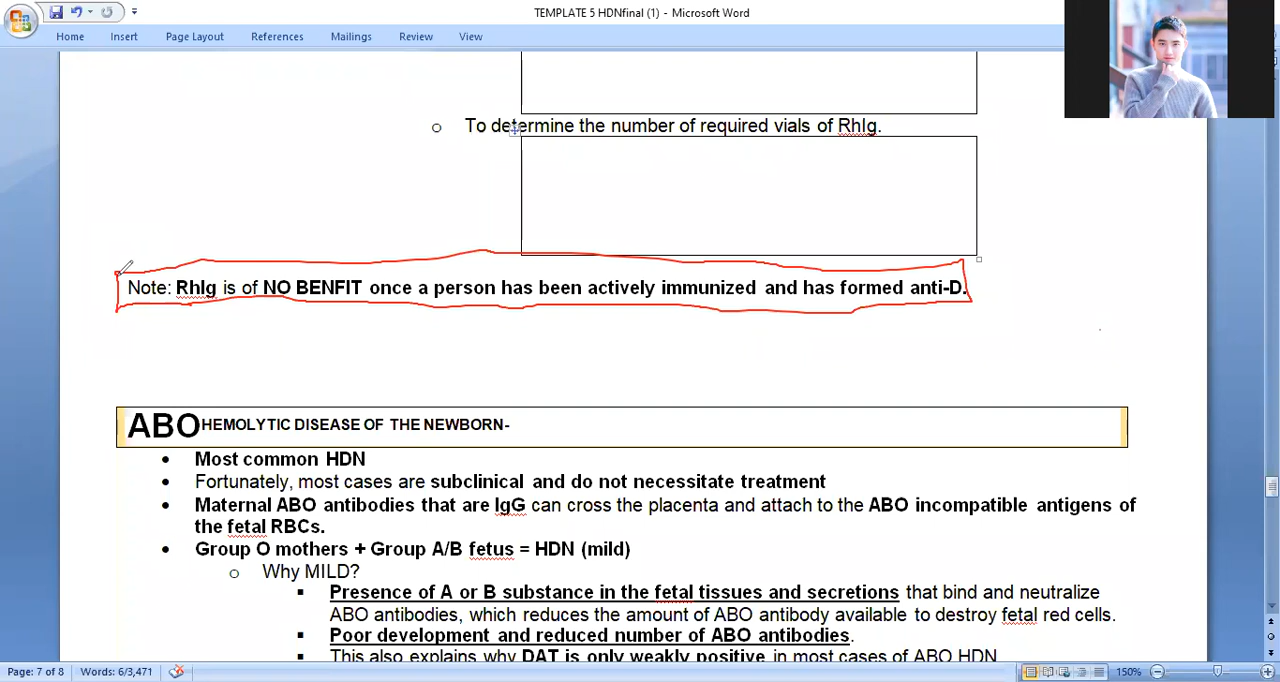 TEMPLATE 5 HDNfinal (1) - Microsoft Word
Home Insert Page Layout References Mailings Review View
o To determine the number of required vials of RhIg.
Note: RhIg is of NO BENFIT once a person has been actively immunized and has formed anti-D.
ABO HEMOLYTIC DISEASE OF THE NEWBORN-
• Most common HDN
• Fortunately, most cases are subclinical and do not necessitate treatment
• Maternal ABO antibodies that are IgG can cross the placenta and attach to the ABO incompatible antigens of
the fetal RBCs.
• Group O mothers + Group A/B fetus = HDN (mild)
o Why MILD?
▪ Presence of A or B substance in the fetal tissues and secretions that bind and neutralize
ABO antibodies, which reduces the amount of ABO antibody available to destroy fetal red cells.
▪ Poor development and reduced number of ABO antibodies.
▪ This also explains why DAT is only weakly positive in most cases of ABO HDN
Page: 7 of 8 Words: 6/3,471 150%